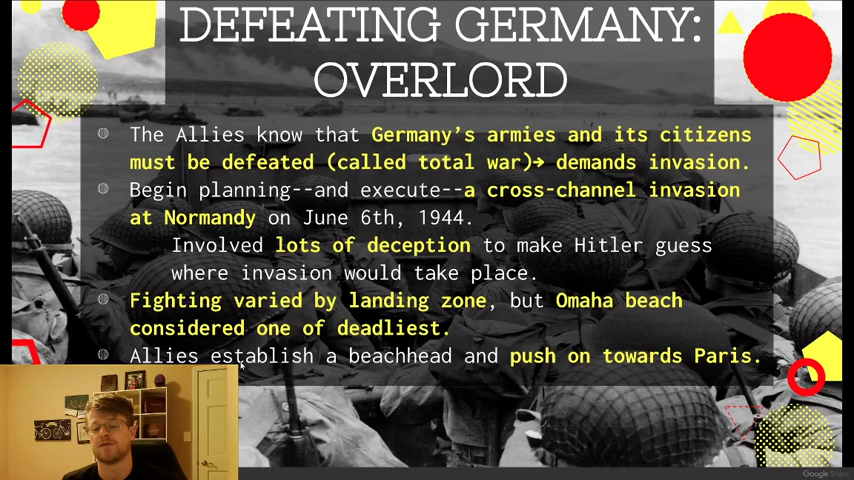 DEFEATING GERMANY:
OVERLORD
The Allies know that Germany's armies and its citizens
must be defeated (called total war)→ demands invasion.
Begin planning--and execute--a cross-channel invasion
at Normandy on June 6th, 1944.
Involved lots of deception to make Hitler guess
where invasion would take place.
Fighting varied by landing zone, but Omaha beach
considered one of deadliest.
Allies establish a beachhead and push on towards Paris.
Google Slides